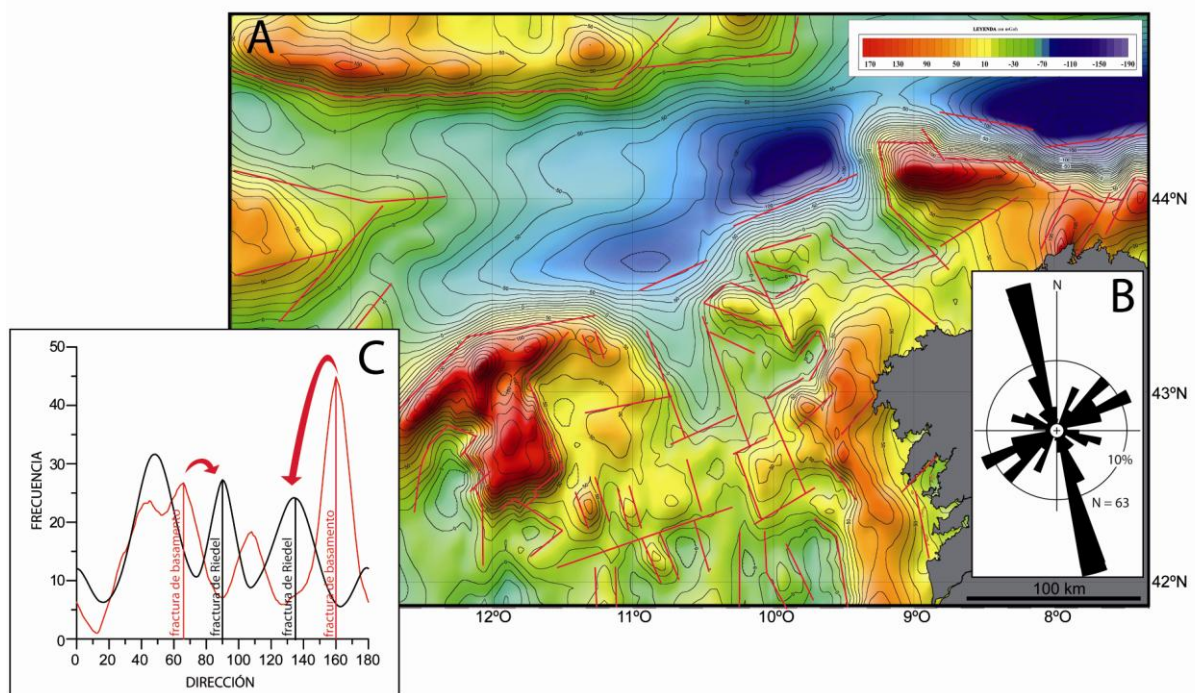 A
LEYENDA en mGals
170 130 90 50 10 -30 -70 -110 -150 -190
44ºN
43ºN
42ºN
12ºO 11ºO 10ºO 9ºO 8ºO
B
N
10%
N = 63
100 km
C
FRECUENCIA
50
40
30
20
10
0
fractura de basamento
fractura de Riedel
fractura de Riedel
fractura de basamento
0 20 40 60 80 100 120 140 160 180
DIRECCIÓN